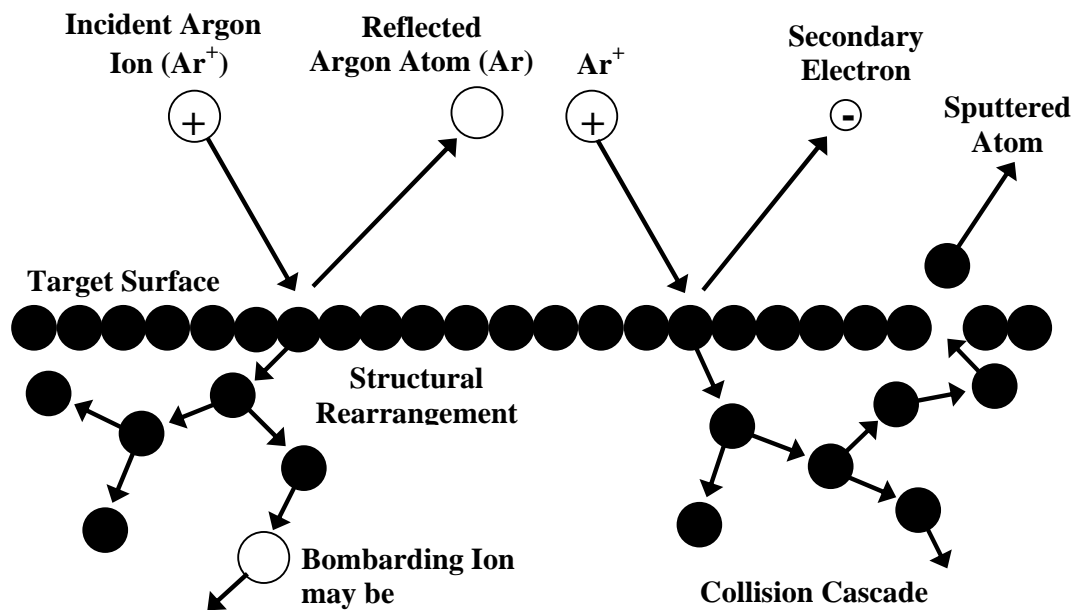 Incident Argon
Ion (Ar⁺)
Reflected
Argon Atom (Ar)
Ar⁺
Secondary
Electron
Sputtered
Atom
+
+
-
Target Surface
Structural
Rearrangement
Bombarding Ion
may be
Collision Cascade